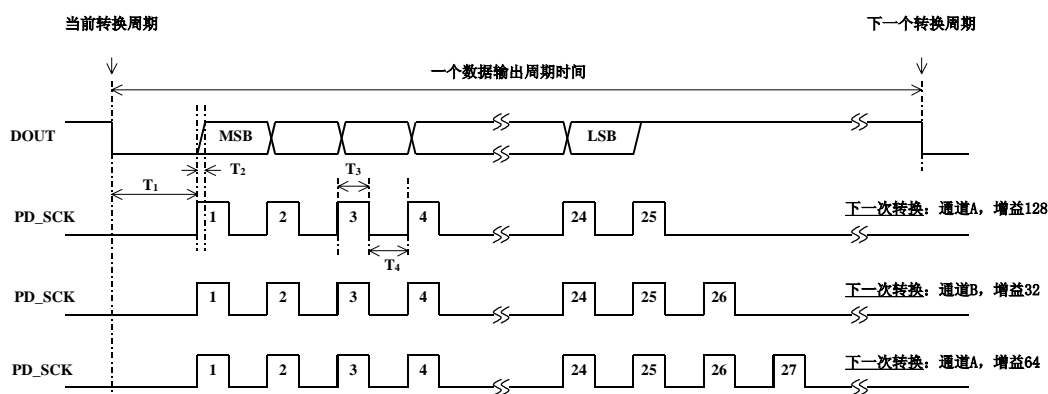 当前转换周期
下一个转换周期
一个数据输出周期时间
DOUT
MSB
LSB
T2
T3
T1
PD_SCK
1
2
3
4
24
25
下一次转换：通道A，增益128
T4
PD_SCK
1
2
3
4
24
25
26
下一次转换：通道B，增益32
PD_SCK
1
2
3
4
24
25
26
27
下一次转换：通道A，增益64